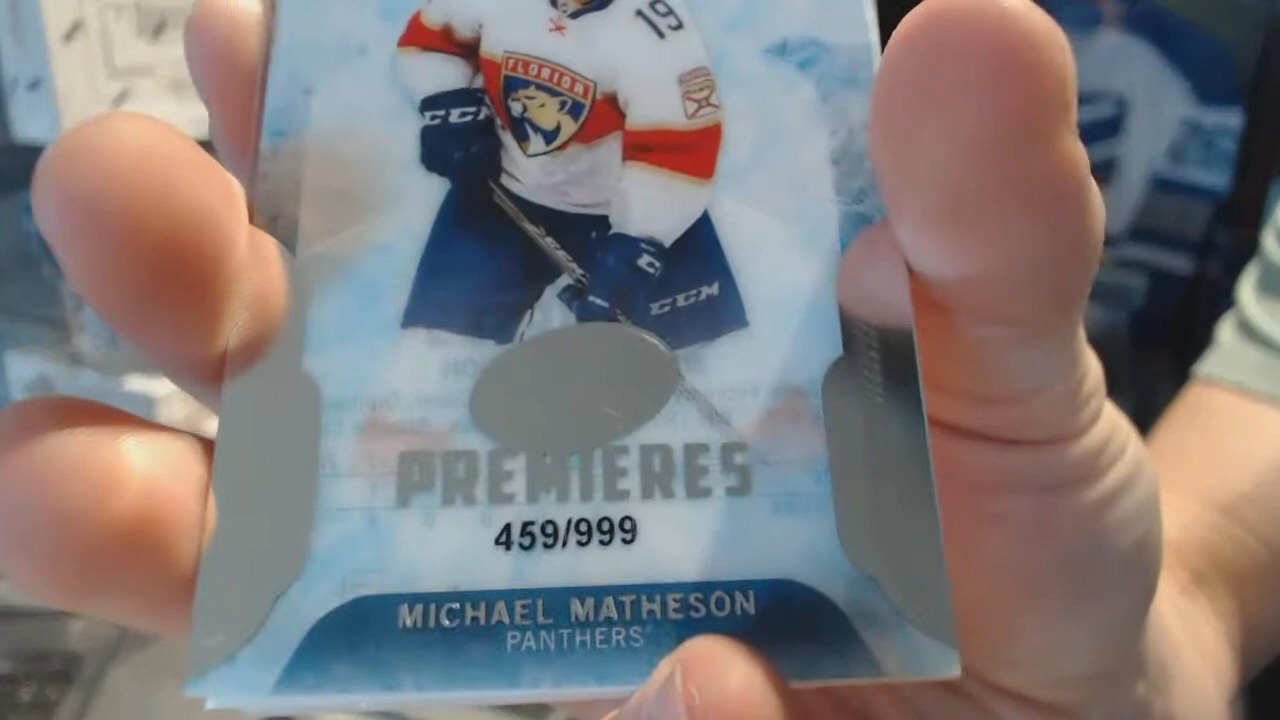 19
FLORIDA
CCM
CCM
PREMIERES
459/999
MICHAEL MATHESON
PANTHERS